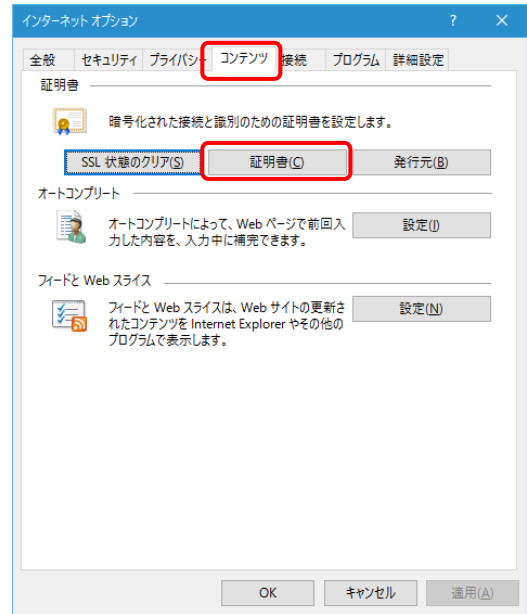 インターネット オプション ? ×
全般 セキュリティ プライバシー コンテンツ 接続 プログラム 詳細設定
証明書
暗号化された接続と識別のための証明書を設定します。
SSL 状態のクリア(S) 証明書(C) 発行元(B)
オートコンプリート
オートコンプリートによって、Web ページで前回入
力した内容を、入力中に補完できます。
設定(I)
フィードと Web スライス
フィードと Web スライスは、Web サイトの更新さ
れたコンテンツを Internet Explorer やその他の
プログラムで表示します。
設定(N)
OK キャンセル 適用(A)